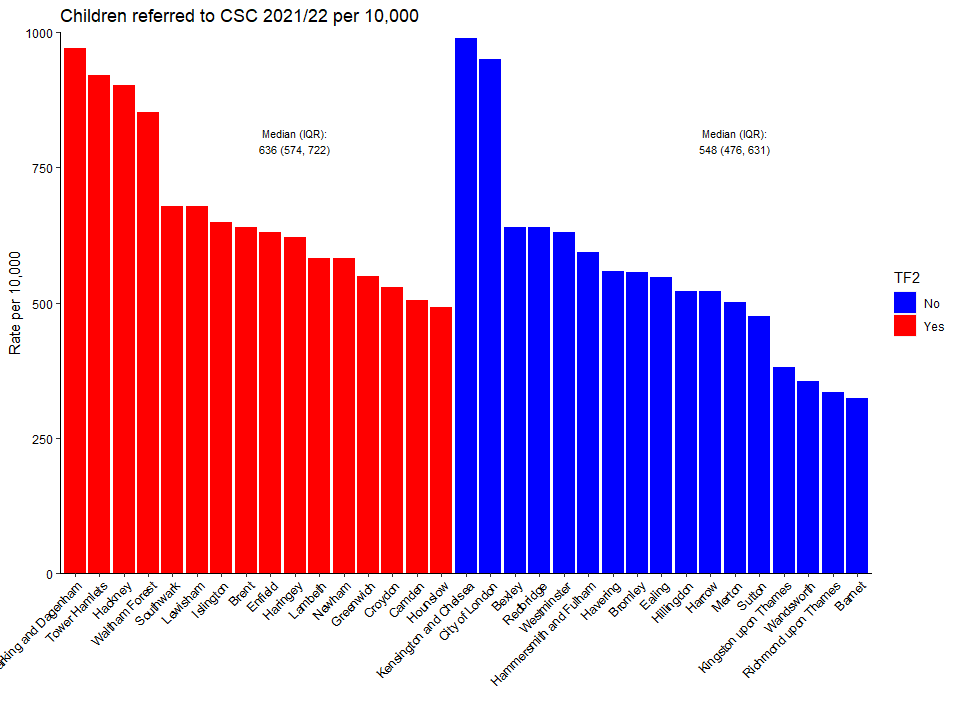 Children referred to CSC 2021/22 per 10,000
Rate per 10,000
1000
750
500
250
0
Median (IQR):
636 (574, 722)
Median (IQR):
548 (476, 631)
TF2
No
Yes
rking and Dagenham
Tower Hamlets
Hackney
Waltham Forest
Southwark
Lewisham
Islington
Brent
Enfield
Haringey
Lambeth
Newham
Greenwich
Croydon
Camden
Hounslow
Kensington and Chelsea
City of London
Bexley
Redbridge
Westminster
Hammersmith and Fulham
Havering
Bromley
Ealing
Hillingdon
Harrow
Merton
Sutton
Kingston upon Thames
Wandsworth
Richmond upon Thames
Barnet